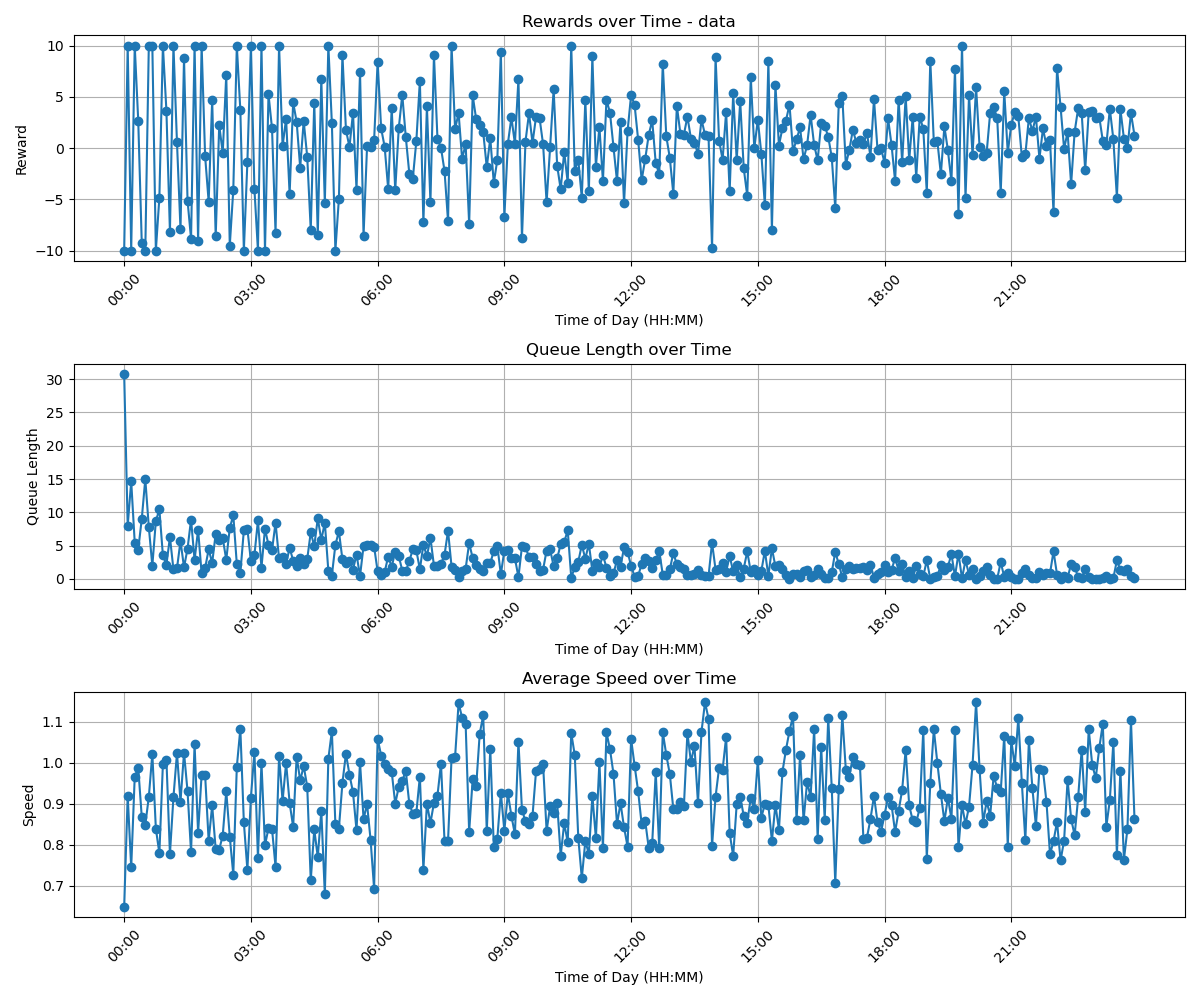 Rewards over Time - data
10
5
0
−5
−10
Reward
00:00 03:00 06:00 09:00 12:00 15:00 18:00 21:00
Time of Day (HH:MM)
Queue Length over Time
30
25
20
15
10
5
0
Queue Length
00:00 03:00 06:00 09:00 12:00 15:00 18:00 21:00
Time of Day (HH:MM)
Average Speed over Time
1.1
1.0
0.9
0.8
0.7
Speed
00:00 03:00 06:00 09:00 12:00 15:00 18:00 21:00
Time of Day (HH:MM)